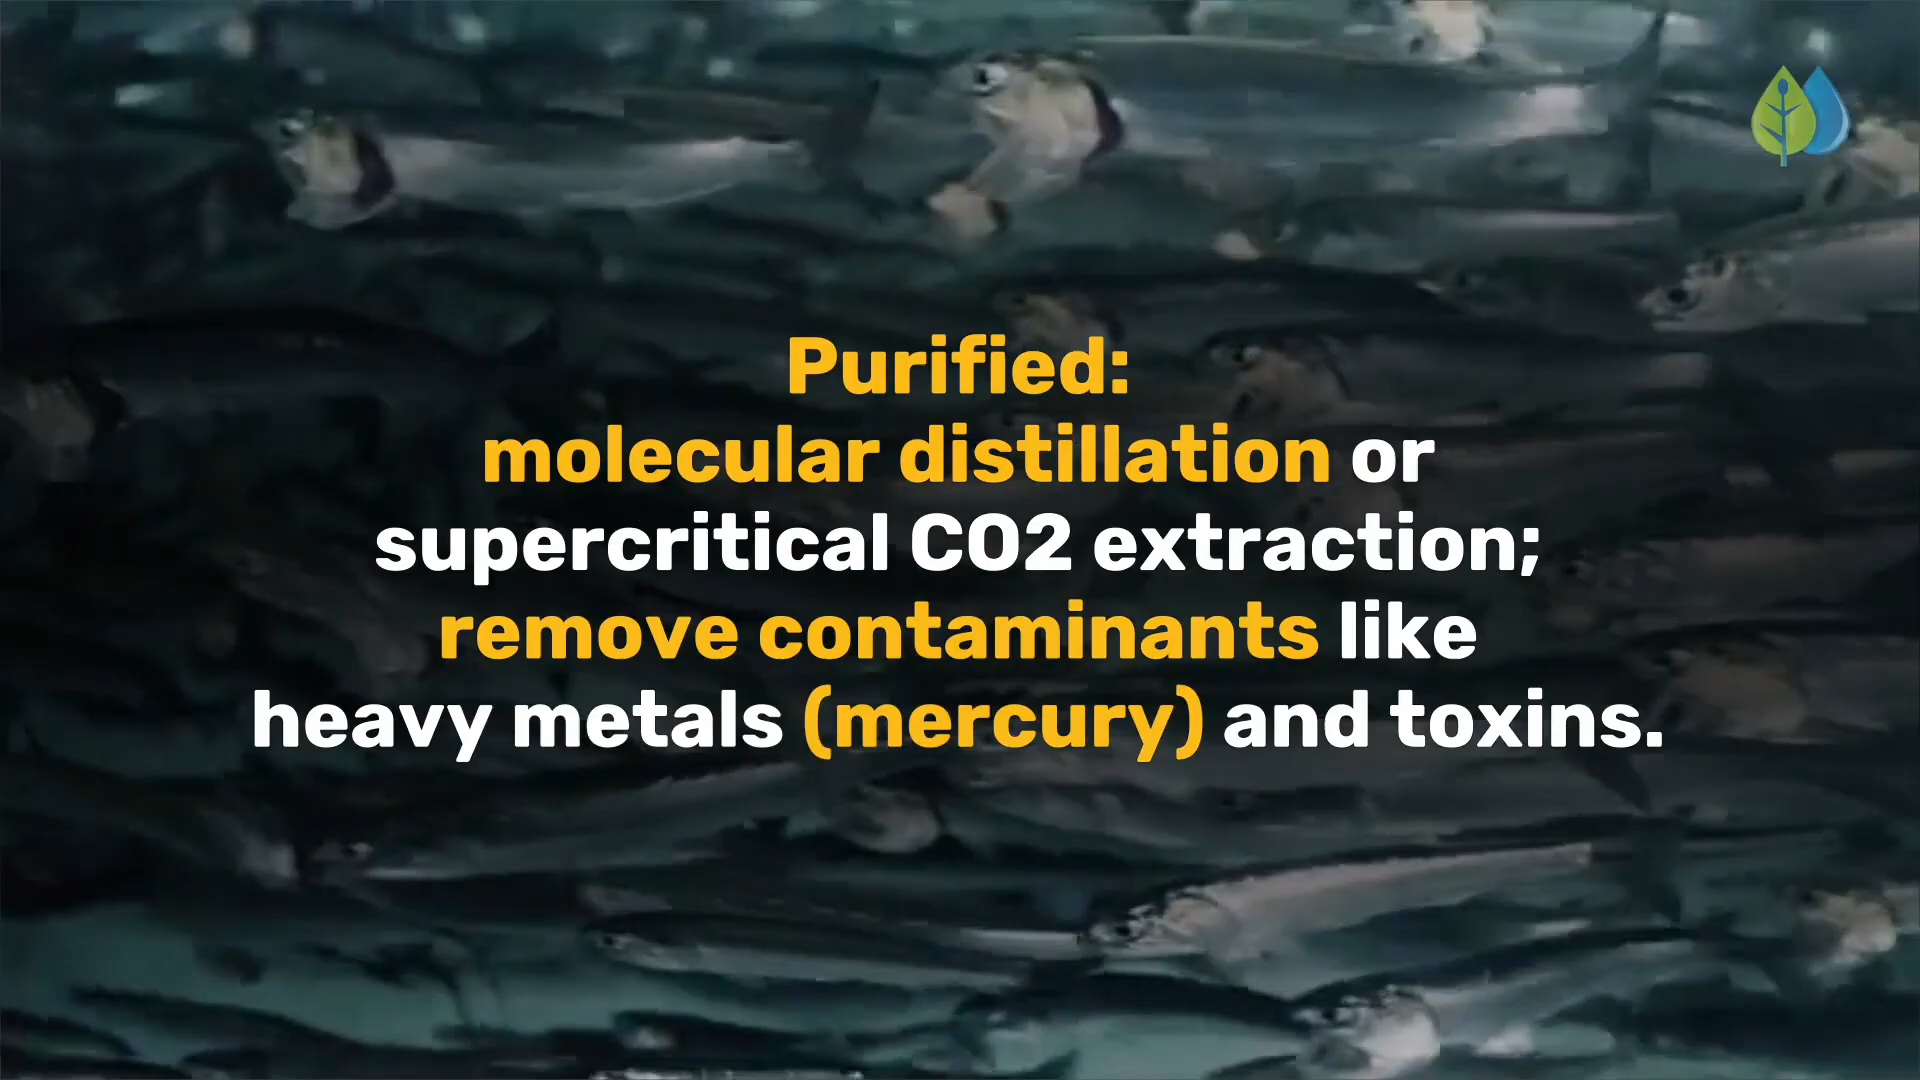 Purified:
molecular distillation or
supercritical CO2 extraction;
remove contaminants like
heavy metals (mercury) and toxins.